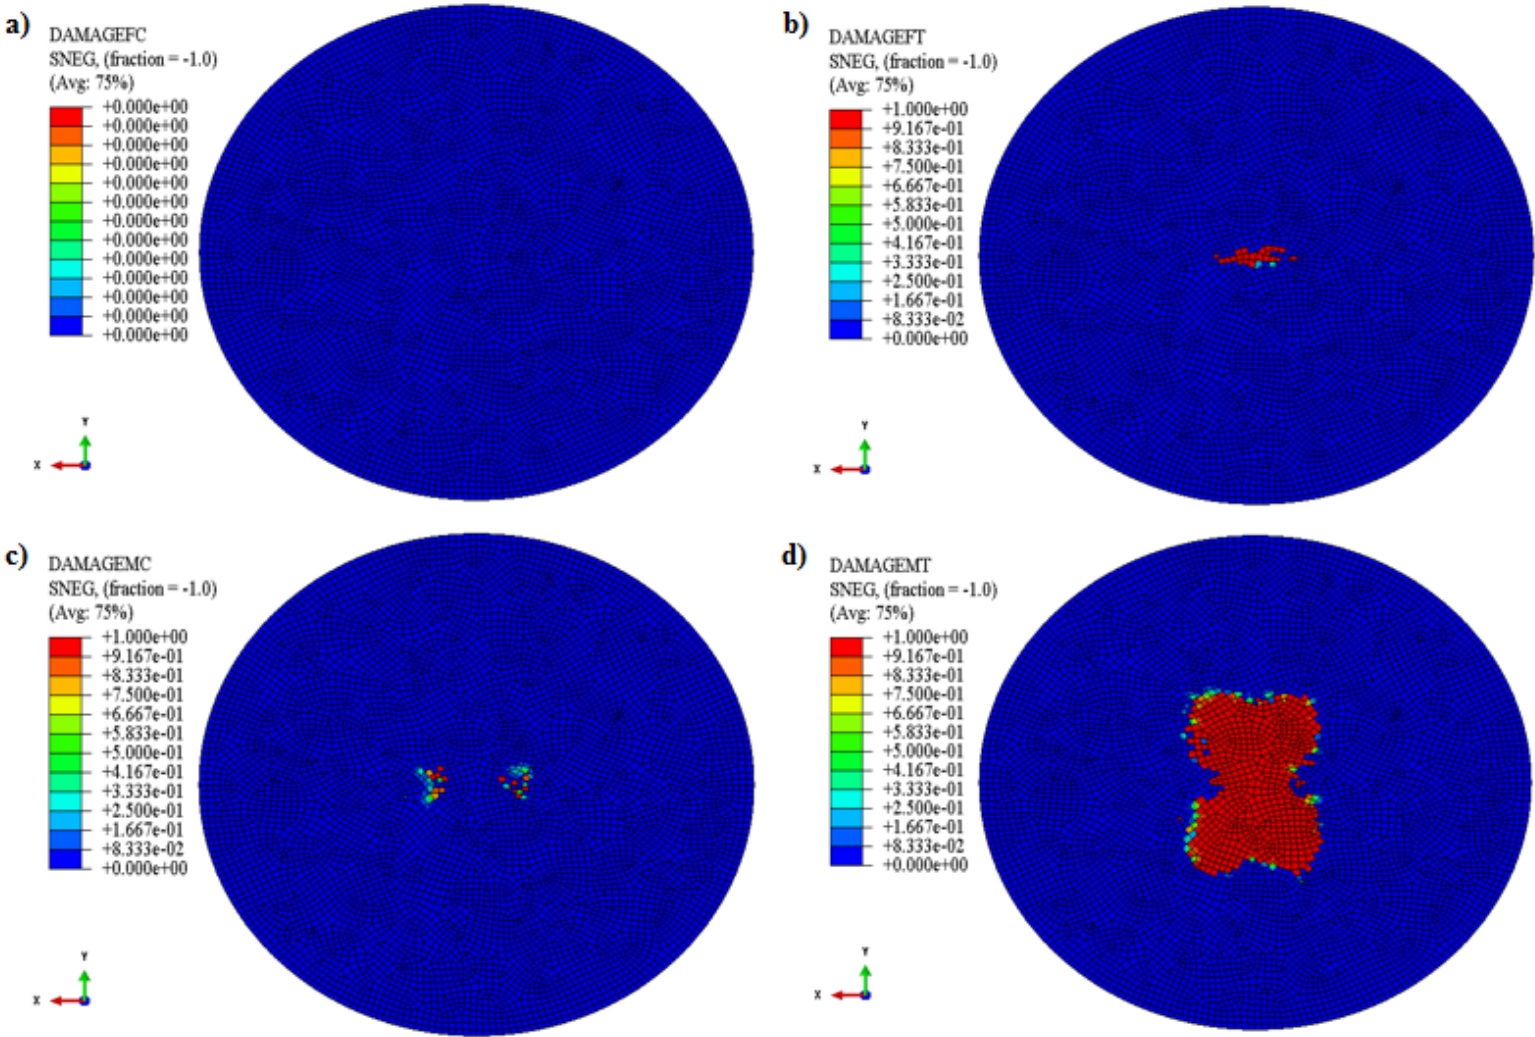 a)
DAMAGEFC
SNEG, (fraction = -1.0)
(Avg: 75%)
+0.000e+00
+0.000e+00
+0.000e+00
+0.000e+00
+0.000e+00
+0.000e+00
+0.000e+00
+0.000e+00
+0.000e+00
+0.000e+00
+0.000e+00
+0.000e+00
+0.000e+00
Y
X
b)
DAMAGEFT
SNEG, (fraction = -1.0)
(Avg: 75%)
+1.000e+00
+9.167e-01
+8.333e-01
+7.500e-01
+6.667e-01
+5.833e-01
+5.000e-01
+4.167e-01
+3.333e-01
+2.500e-01
+1.667e-01
+8.333e-02
+0.000e+00
Y
X
c)
DAMAGEMC
SNEG, (fraction = -1.0)
(Avg: 75%)
+1.000e+00
+9.167e-01
+8.333e-01
+7.500e-01
+6.667e-01
+5.833e-01
+5.000e-01
+4.167e-01
+3.333e-01
+2.500e-01
+1.667e-01
+8.333e-02
+0.000e+00
Y
X
d)
DAMAGEMT
SNEG, (fraction = -1.0)
(Avg: 75%)
+1.000e+00
+9.167e-01
+8.333e-01
+7.500e-01
+6.667e-01
+5.833e-01
+5.000e-01
+4.167e-01
+3.333e-01
+2.500e-01
+1.667e-01
+8.333e-02
+0.000e+00
Y
X